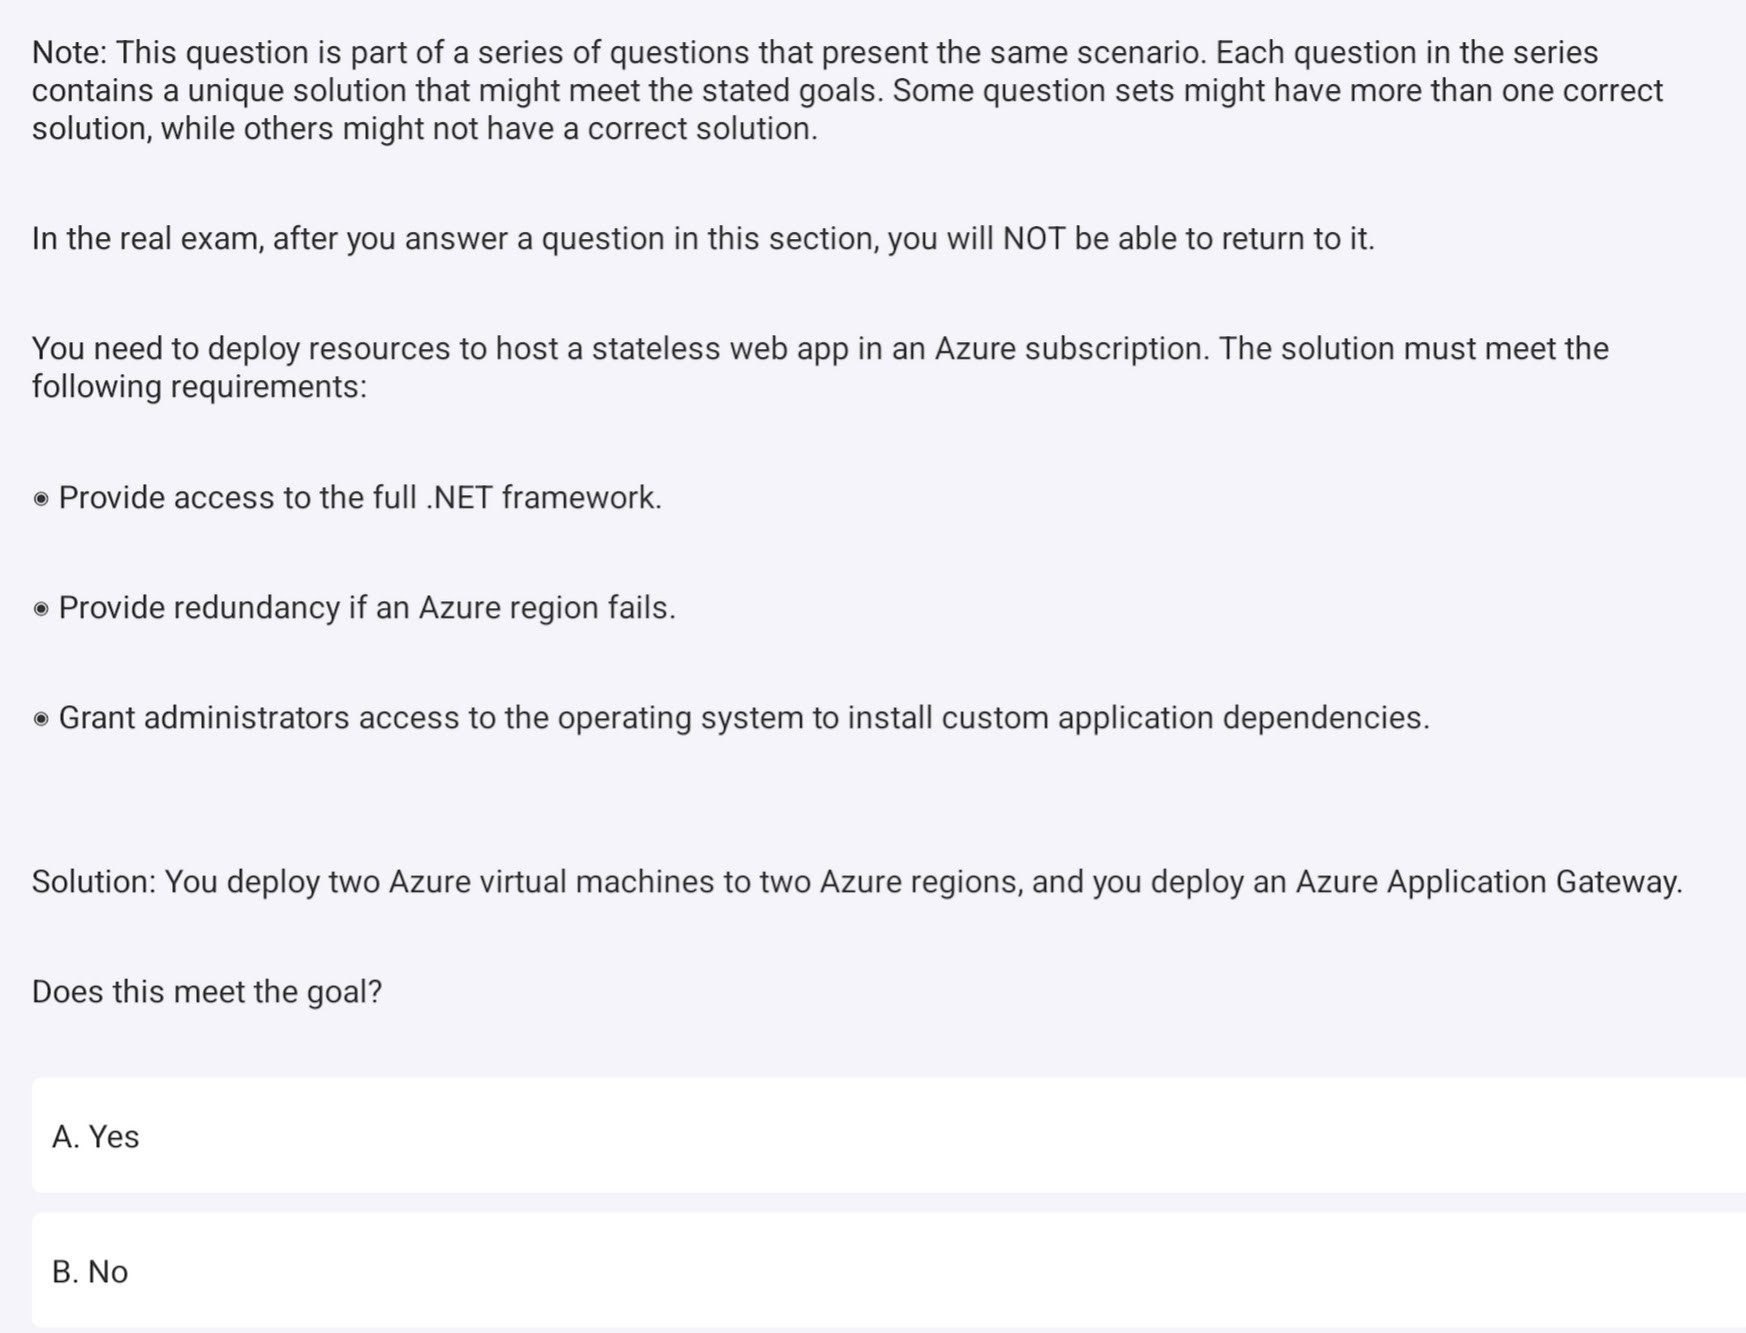 Note: This question is part of a series of questions that present the same scenario. Each question in the series
contains a unique solution that might meet the stated goals. Some question sets might have more than one correct
solution, while others might not have a correct solution.
In the real exam, after you answer a question in this section, you will NOT be able to return to it.
You need to deploy resources to host a stateless web app in an Azure subscription. The solution must meet the
following requirements:
◉ Provide access to the full .NET framework.
◉ Provide redundancy if an Azure region fails.
◉ Grant administrators access to the operating system to install custom application dependencies.
Solution: You deploy two Azure virtual machines to two Azure regions, and you deploy an Azure Application Gateway.
Does this meet the goal?
A. Yes
B. No